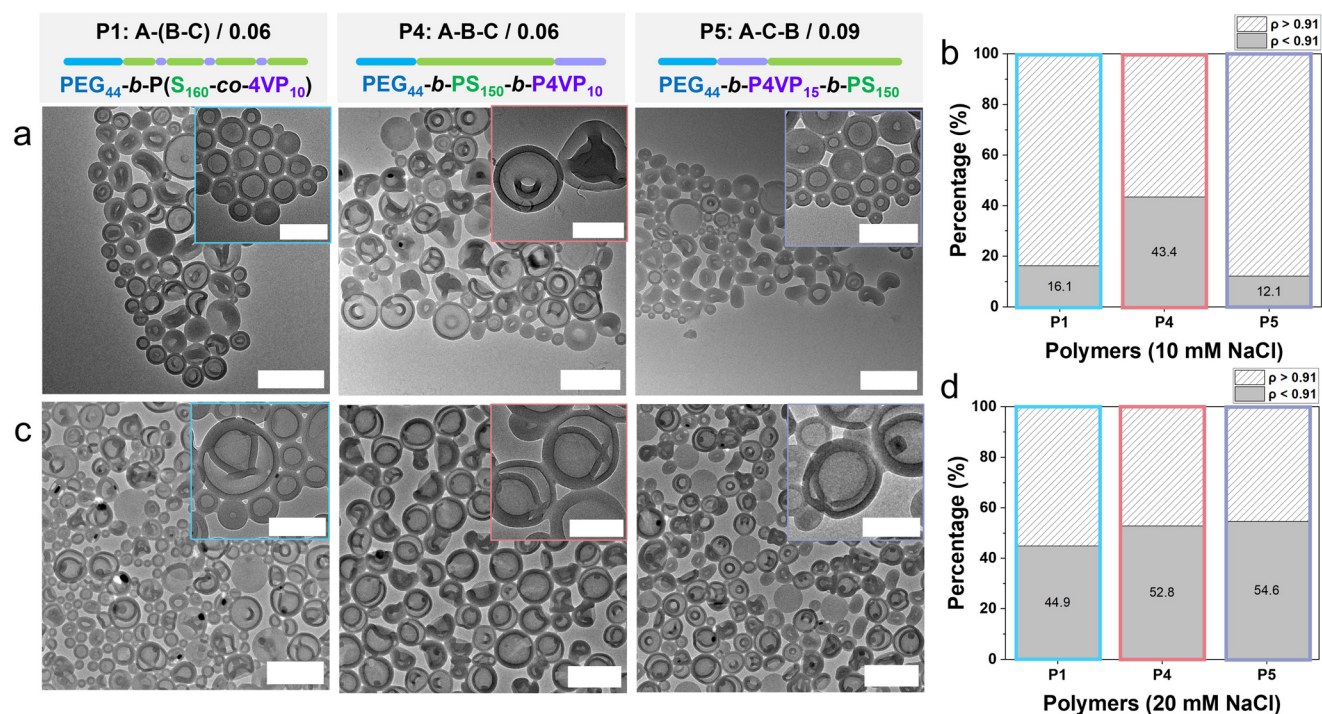 P1: A-(B-C) / 0.06
PEG44-b-P(S160-co-4VP10)
P4: A-B-C / 0.06
PEG44-b-PS150-b-P4VP10
P5: A-C-B / 0.09
PEG44-b-P4VP15-b-PS150
a
c
b
ρ > 0.91
ρ < 0.91
100
80
60
40
20
0
Percentage (%)
16.1
43.4
12.1
P1 P4 P5
Polymers (10 mM NaCl)
d
ρ > 0.91
ρ < 0.91
100
80
60
40
20
0
Percentage (%)
44.9
52.8
54.6
P1 P4 P5
Polymers (20 mM NaCl)